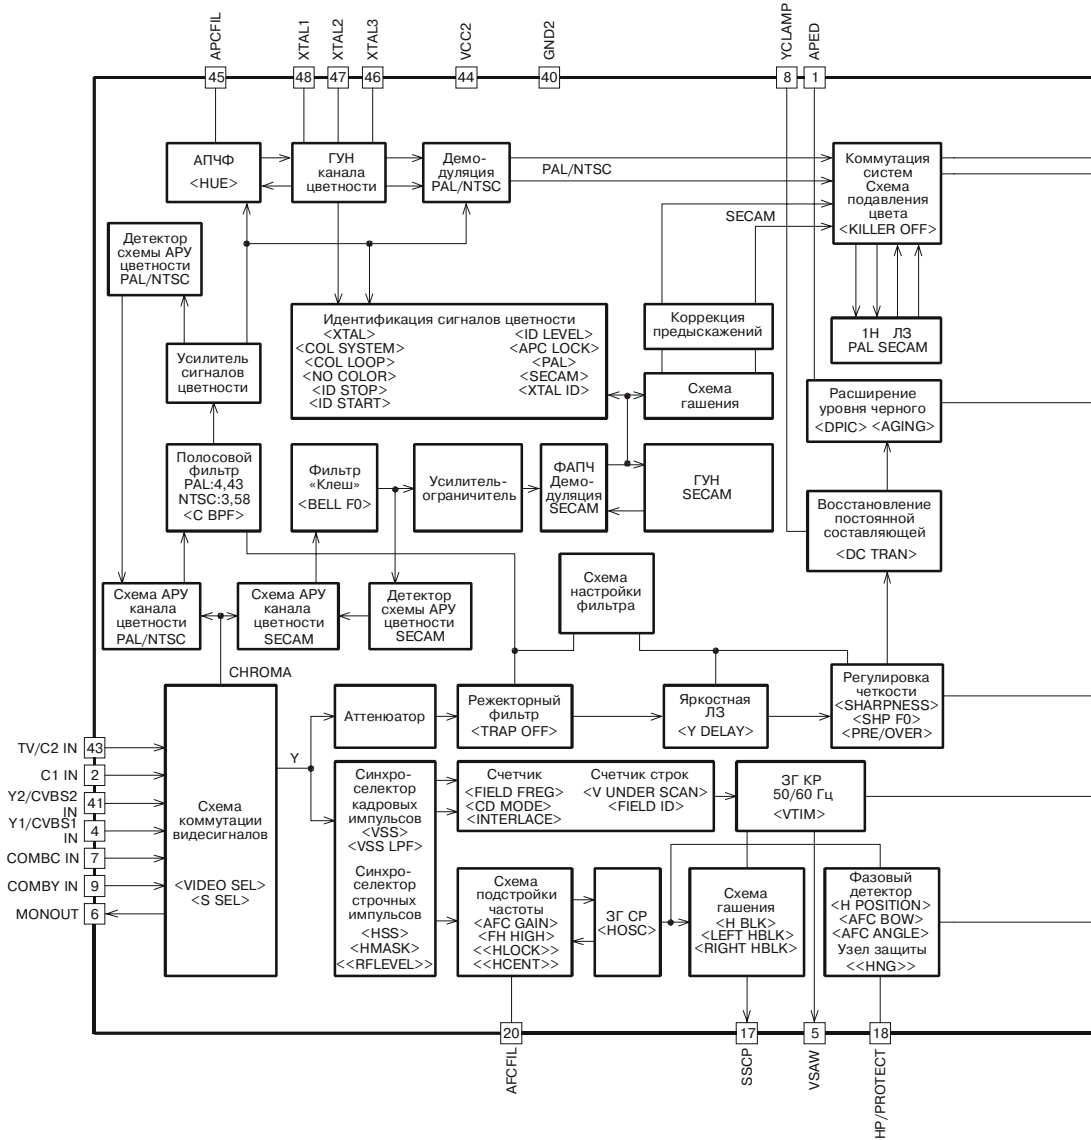 APCFIL
XTAL1
XTAL2
XTAL3
VCC2
GND2
YCLAMP
APED
45
48
47
46
44
40
8
1
АПЧФ
<HUE>
ГУН
канала
цветности
Демо-
дуляция
PAL/NTSC
PAL/NTSC
SECAM
Коммутация
систем
Схема
подавления
цвета
<KILLER OFF>
Детектор
схемы АРУ
цветности
PAL/NTSC
Идентификация сигналов цветности
<XTAL>
<COL SYSTEM>
<COL LOOP>
<NO COLOR>
<ID STOP>
<ID START>
<ID LEVEL>
<APC LOCK>
<PAL>
<SECAM>
<XTAL ID>
Коррекция
предыскажений
1Н ЛЗ
PAL SECAM
Усилитель
сигналов
цветности
Схема
гашения
Расширение
уровня черного
<DPIC> <AGING>
Полосовой
фильтр
PAL:4,43
NTSC:3,58
<C BPF>
Фильтр
«Клеш»
<BELL F0>
Усилитель-
ограничитель
ФАПЧ
Демо-
дуляция
SECAM
ГУН
SECAM
Восстановление
постоянной
составляющей
<DC TRAN>
Схема АРУ
канала
цветности
PAL/NTSC
Схема АРУ
канала
цветности
SECAM
Детектор
схемы АРУ
цветности
SECAM
Схема
настройки
фильтра
CHROMA
Аттенюатор
Режекторный
фильтр
<TRAP OFF>
Яркостная
ЛЗ
<Y DELAY>
Регулировка
четкости
<SHARPNESS>
<SHP F0>
<PRE/OVER>
TV/C2 IN 43
C1 IN 2
Y2/CVBS2
IN 41
Y1/CVBS1
IN 4
COMBC IN 7
COMBY IN 9
MONOUT 6
Схема
коммутации
видесигналов
<VIDEO SEL>
<S SEL>
Y
Синхро-
селектор
кадровых
импульсов
<VSS>
<VSS LPF>
Синхро-
селектор
строчных
импульсов
<HSS>
<HMASK>
<<RFLEVEL>>
Счетчик
<FIELD FREG>
<CD MODE>
<INTERLACE>
Счетчик строк
<V UNDER SCAN>
<FIELD ID>
ЗГ КР
50/60 Гц
<VTIM>
Схема
подстройки
частоты
<AFC GAIN>
<FH HIGH>
<<HLOCK>>
<<HCENT>>
ЗГ СР
<HOSC>
Схема
гашения
<H BLK>
<LEFT HBLK>
<RIGHT HBLK>
Фазовый
детектор
<H POSITION>
<AFC BOW>
<AFC ANGLE>
Узел защиты
<<HNG>>
20
17
5
18
AFCFIL
SSCP
VSAW
HP/PROTECT